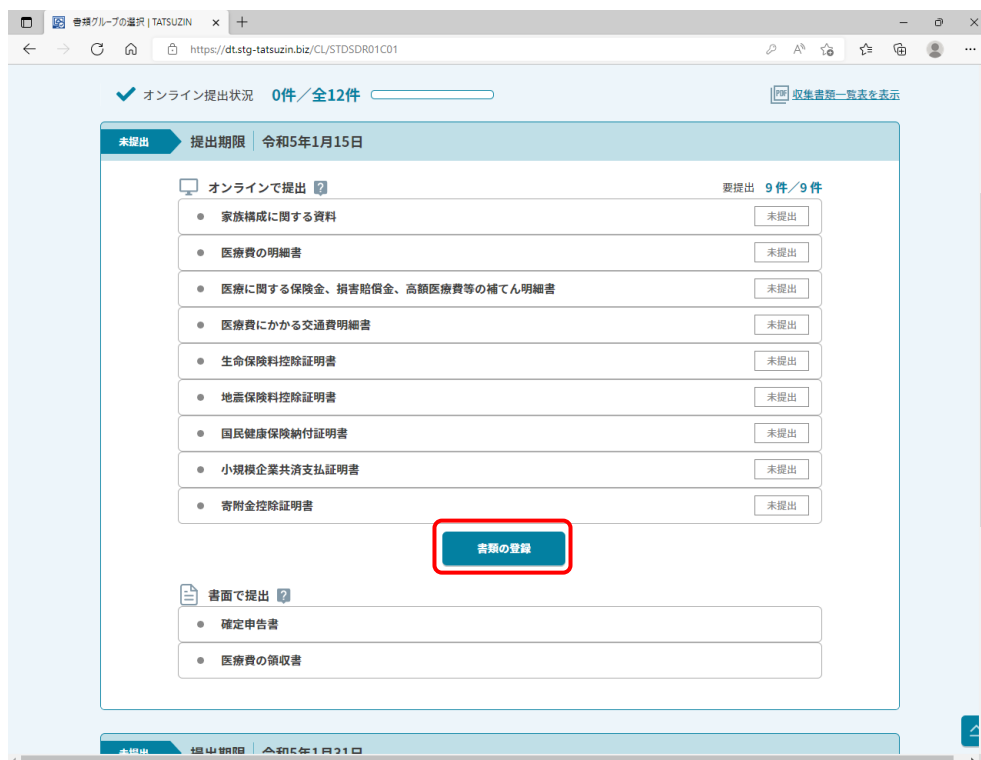 書類グループの選択 | TATSUZIN
https://dt.stg-tatsuzin.biz/CL/STDSDR01C01
オンライン提出状況 0件／全12件
PDF 収集書類一覧表を表示
未提出 提出期限 令和5年1月15日
オンラインで提出 ? 要提出 9件／9件
家族構成に関する資料 未提出
医療費の明細書 未提出
医療に関する保険金、損害賠償金、高額医療費等の補てん明細書 未提出
医療費にかかる交通費明細書 未提出
生命保険料控除証明書 未提出
地震保険料控除証明書 未提出
国民健康保険納付証明書 未提出
小規模企業共済支払証明書 未提出
寄附金控除証明書 未提出
書類の登録
書面で提出 ?
確定申告書
医療費の領収書
未提出 提出期限 令和5年1月31日